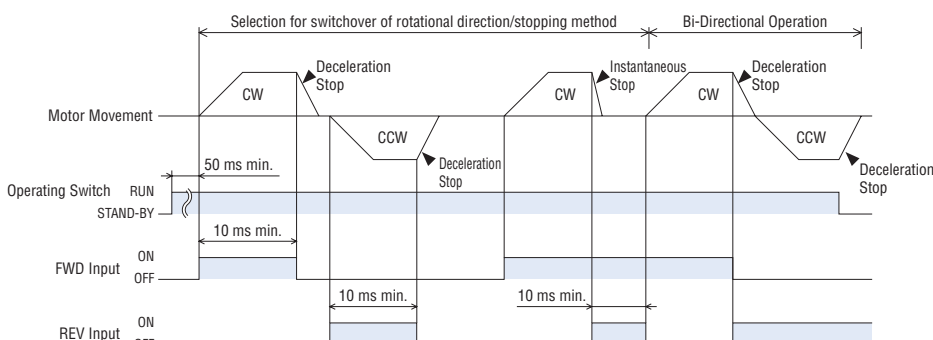 Selection for switchover of rotational direction/stopping method
Bi-Directional Operation
Deceleration
Stop
Instantaneous
Stop
Deceleration
Stop
CW
CW
CW
Motor Movement
CCW
CCW
Deceleration
Stop
Deceleration
Stop
50 ms min.
Operating Switch
RUN
STAND-BY
10 ms min.
FWD Input
ON
OFF
10 ms min.
10 ms min.
REV Input
ON